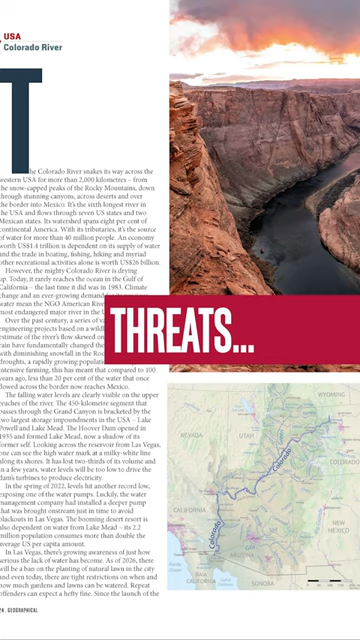 USA
Colorado River
The Colorado River snakes its way across the
western USA for more than 2,000 kilometres – from
the snow-capped peaks of the Rocky Mountains, down
through stunning canyons, across deserts and over
the border into Mexico. It's the sixth longest river in
the USA and flows through seven US states and two
Mexican states. Its watershed spans eight per cent of
continental America. With its tributaries, it's the source
of water for more than 40 million people. An economy
worth US$1.4 trillion is dependent on its supply of water
and the trade in boating, fishing, hiking and myriad
other recreational activities alone is worth US$26 billion.
However, the mighty Colorado River is drying
up. Today, it rarely reaches the ocean in the Gulf of
California – the last time it did was in 1983. Climate
change and an ever-growing demand
water mean the NGO American River
most endangered major river in the U
Over the past century, a series of
engineering projects based on a wild
estimate of the river's flow skewed
rain have fundamentally changed the
with diminishing snowfall in the Rock
droughts, a rapidly growing populati
intensive farming, this has meant that compared to 100
years ago, less than 20 per cent of the water that once
flowed across the border now reaches Mexico.
The falling water levels are clearly visible on the upper
reaches of the river. The 450-kilometre segment that
passes through the Grand Canyon is bracketed by the
two largest storage impoundments in the USA – Lake
Powell and Lake Mead. The Hoover Dam opened in
1935 and formed Lake Mead, now a shadow of its
former self. Looking across the reservoir from Las Vegas,
one can see the high water mark at a milky-white line
along its shores. It has lost two-thirds of its volume and
in a few years, water levels will be too low to drive the
dam's turbines to produce electricity.
In the spring of 2022, levels hit another record low,
exposing one of the water pumps. Luckily, the water
management company had installed a deeper pump
that was brought onstream just in time to avoid
blackouts in Las Vegas. The booming desert resort is
also dependent on water from Lake Mead – its 2.2
million population consumes more than double the
average US per capita amount.
In Las Vegas, there's growing awareness of just how
serious the lack of water has become. As of 2026, there
will be a ban on the planting of natural lawn in the city
and even today, there are tight restrictions on when and
how much gardens and lawns can be watered. Repeat
offenders can expect a hefty fine. Since the launch of the
24 . GEOGRAPHICAL
THREATS...
WYOMING
NEVADA
UTAH
COLORADO
Colorado
CALIFORNIA
ARIZONA
NEW
MEXICO
Colorado
BAJA
CALIFORNIA
SONORA